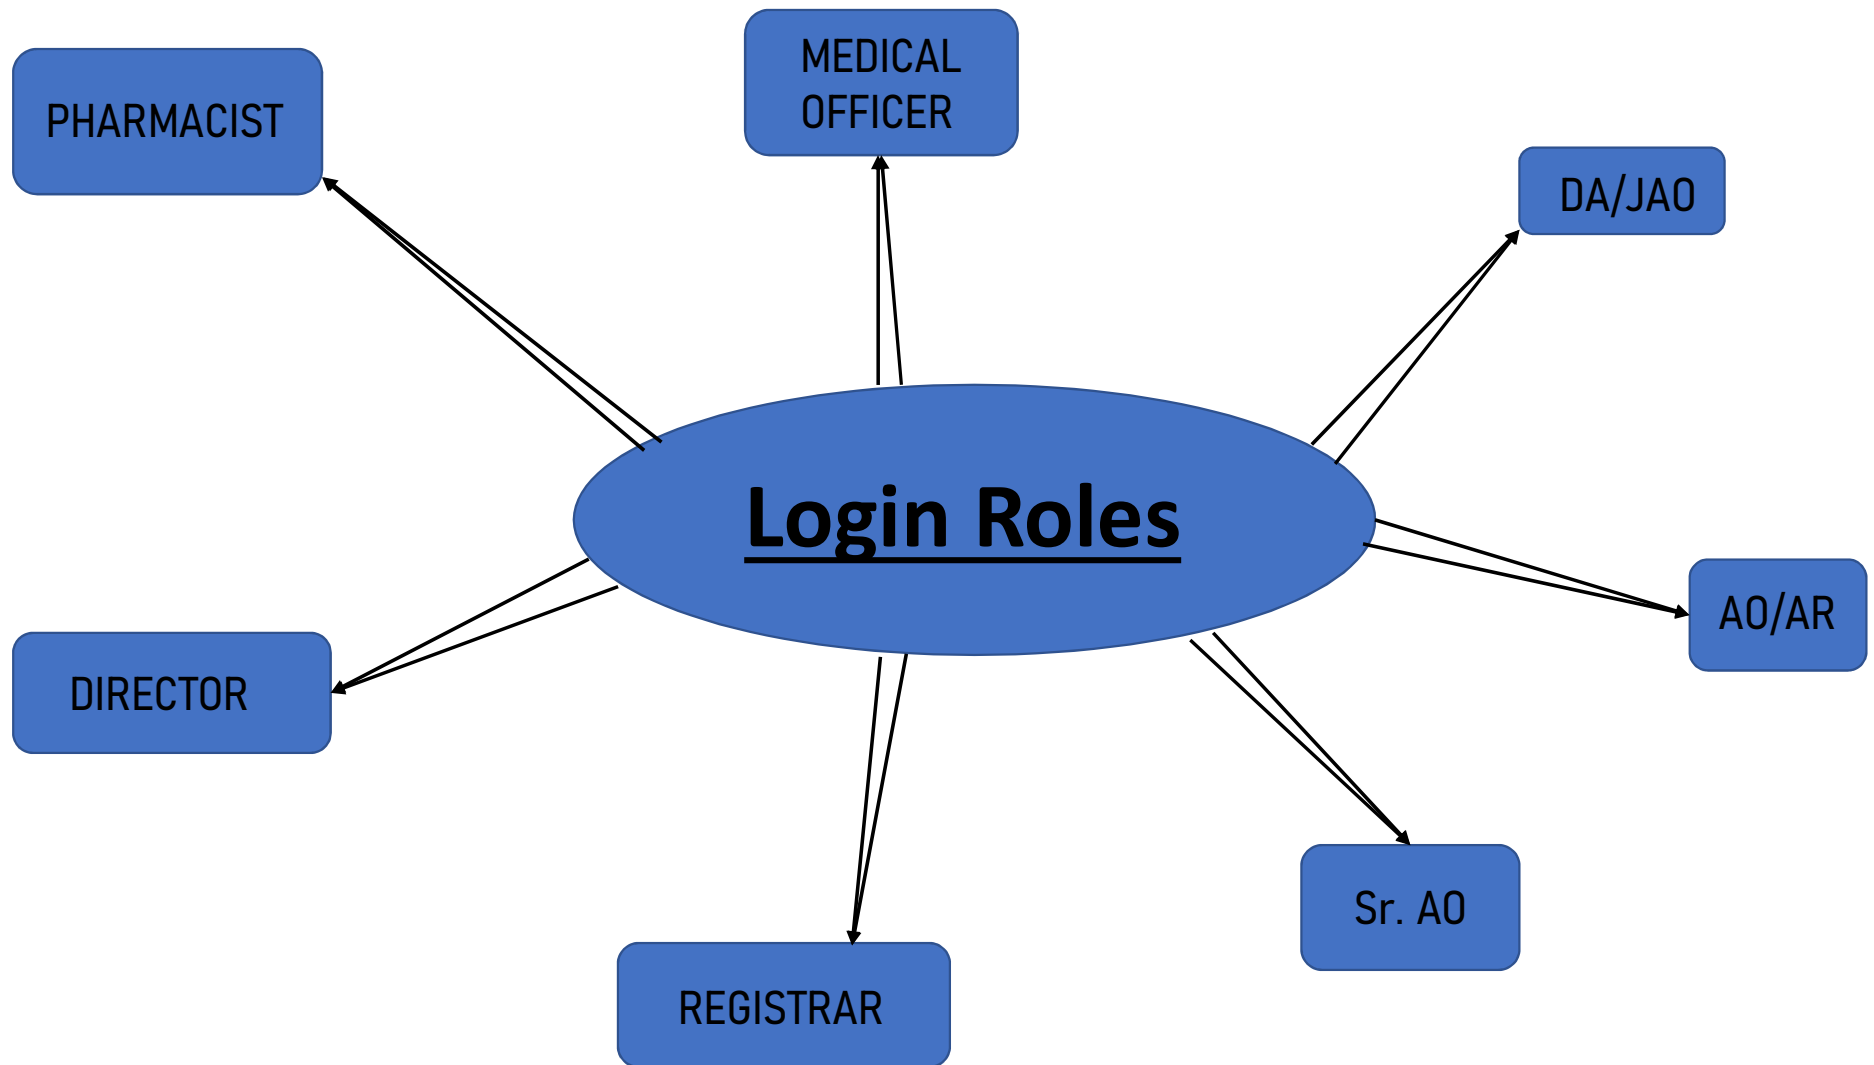 MEDICAL
OFFICER
PHARMACIST
DA/JAO
Login Roles
AO/AR
DIRECTOR
Sr. AO
REGISTRAR